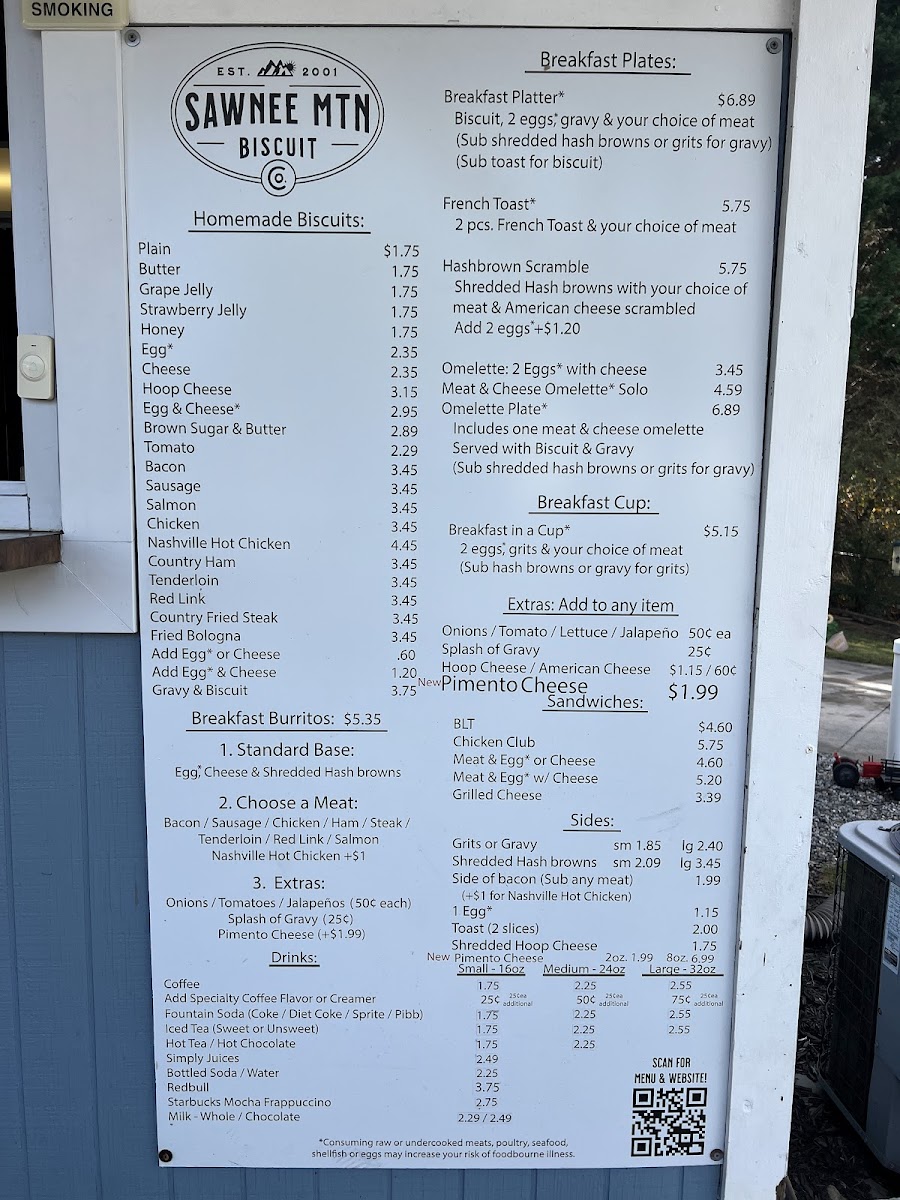 SMOKING
EST. 2001
SAWNEE MTN
BISCUIT
CO.
Homemade Biscuits:
Plain $1.75
Butter 1.75
Grape Jelly 1.75
Strawberry Jelly 1.75
Honey 1.75
Egg* 2.35
Cheese 2.35
Hoop Cheese 3.15
Egg & Cheese* 2.95
Brown Sugar & Butter 2.89
Tomato 2.29
Bacon 3.45
Sausage 3.45
Salmon 3.45
Chicken 3.45
Nashville Hot Chicken 4.45
Country Ham 3.45
Tenderloin 3.45
Red Link 3.45
Country Fried Steak 3.45
Fried Bologna 3.45
Add Egg* or Cheese .60
Add Egg* & Cheese 1.20
Gravy & Biscuit 3.75
Breakfast Burritos: $5.35
1. Standard Base:
Egg*, Cheese & Shredded Hash browns
2. Choose a Meat:
Bacon / Sausage / Chicken / Ham / Steak /
Tenderloin / Red Link / Salmon
Nashville Hot Chicken +$1
3. Extras:
Onions / Tomatoes / Jalapeños (50¢ each)
Splash of Gravy (25¢)
Pimento Cheese (+$1.99)
Breakfast Plates:
Breakfast Platter* $6.89
Biscuit, 2 eggs*, gravy & your choice of meat
(Sub shredded hash browns or grits for gravy)
(Sub toast for biscuit)
French Toast* 5.75
2 pcs. French Toast & your choice of meat
Hashbrown Scramble 5.75
Shredded Hash browns with your choice of
meat & American cheese scrambled
Add 2 eggs*+$1.20
Omelette: 2 Eggs* with cheese 3.45
Meat & Cheese Omelette* Solo 4.59
Omelette Plate* 6.89
Includes one meat & cheese omelette
Served with Biscuit & Gravy
(Sub shredded hash browns or grits for gravy)
Breakfast Cup:
Breakfast in a Cup* $5.15
2 eggs*, grits & your choice of meat
(Sub hash browns or gravy for grits)
Extras: Add to any item
Onions / Tomato / Lettuce / Jalapeño 50¢ ea
Splash of Gravy 25¢
Hoop Cheese / American Cheese $1.15 / 60¢
New Pimento Cheese $1.99
Sandwiches:
BLT $4.60
Chicken Club 5.75
Meat & Egg* or Cheese 4.60
Meat & Egg* w/ Cheese 5.20
Grilled Cheese 3.39
Sides:
Grits or Gravy sm 1.85 lg 2.40
Shredded Hash browns sm 2.09 lg 3.45
Side of bacon (Sub any meat) 1.99
(+$1 for Nashville Hot Chicken)
1 Egg* 1.15
Toast (2 slices) 2.00
Shredded Hoop Cheese 1.75
New Pimento Cheese 2oz. 1.99 8oz. 6.99
Drinks: Small - 16oz Medium - 24oz Large - 32oz
Coffee 1.75 2.25 2.55
Add Specialty Coffee Flavor or Creamer 25¢ 25¢ea additional 50¢ 25¢ea additional 75¢ 25¢ea additional
Fountain Soda (Coke / Diet Coke / Sprite / Pibb) 1.75 2.25 2.55
Iced Tea (Sweet or Unsweet) 1.75 2.25 2.55
Hot Tea / Hot Chocolate 1.75 2.25
Simply Juices 2.49
Bottled Soda / Water 2.25
Redbull 3.75
Starbucks Mocha Frappuccino 2.75
Milk - Whole / Chocolate 2.29 / 2.49
SCAN FOR
MENU & WEBSITE!
*Consuming raw or undercooked meats, poultry, seafood,
shellfish or eggs may increase your risk of foodbourne illness.